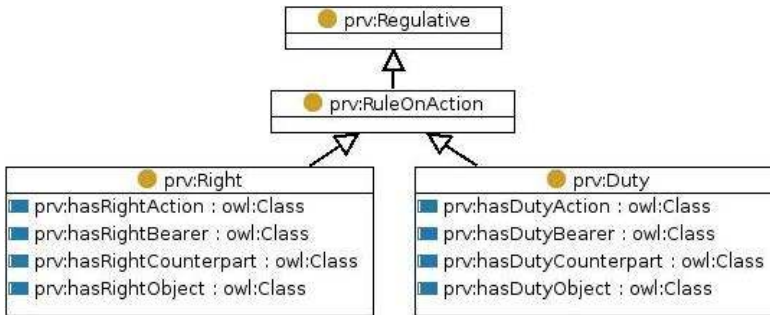 prv:Regulative
prv:RuleOnAction
prv:Right
prv:hasRightAction : owl:Class
prv:hasRightBearer : owl:Class
prv:hasRightCounterpart : owl:Class
prv:hasRightObject : owl:Class
prv:Duty
prv:hasDutyAction : owl:Class
prv:hasDutyBearer : owl:Class
prv:hasDutyCounterpart : owl:Class
prv:hasDutyObject : owl:Class